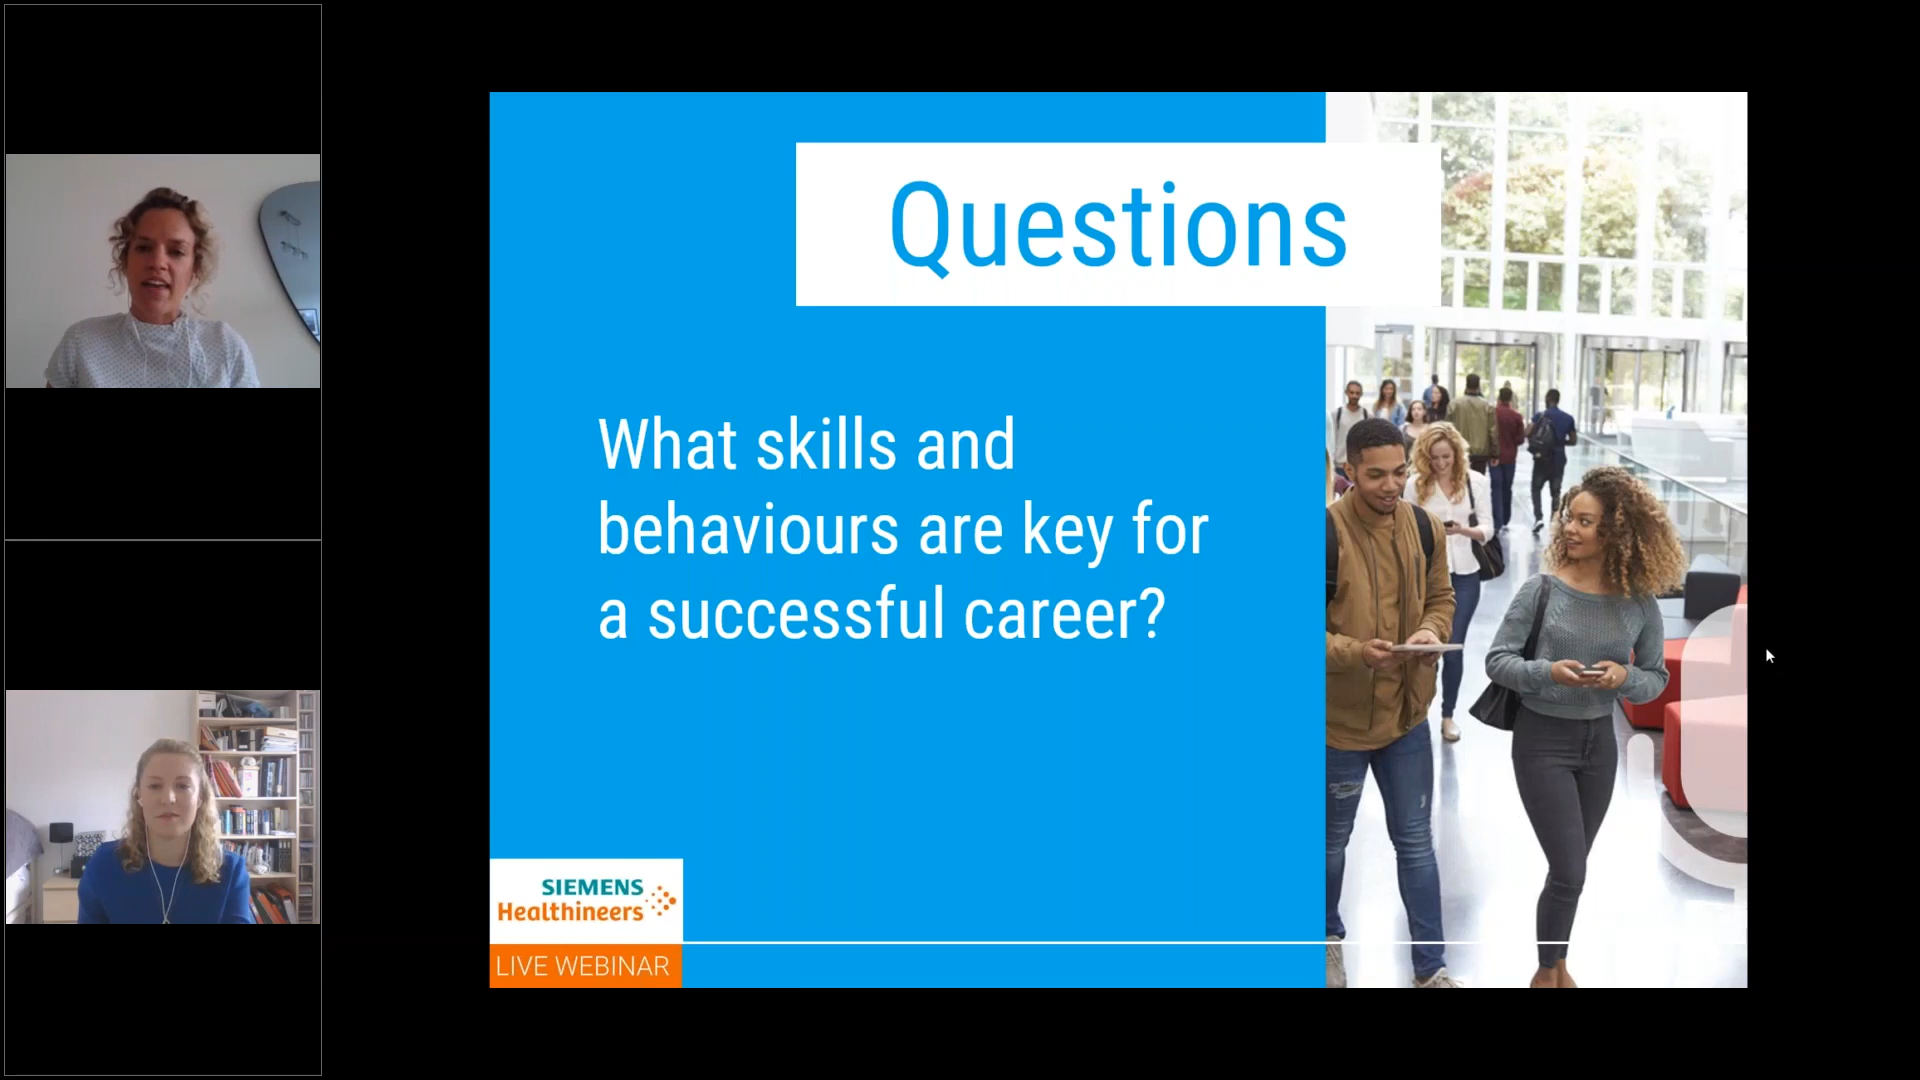 Questions
What skills and
behaviours are key for
a successful career?
SIEMENS
Healthineers
LIVE WEBINAR